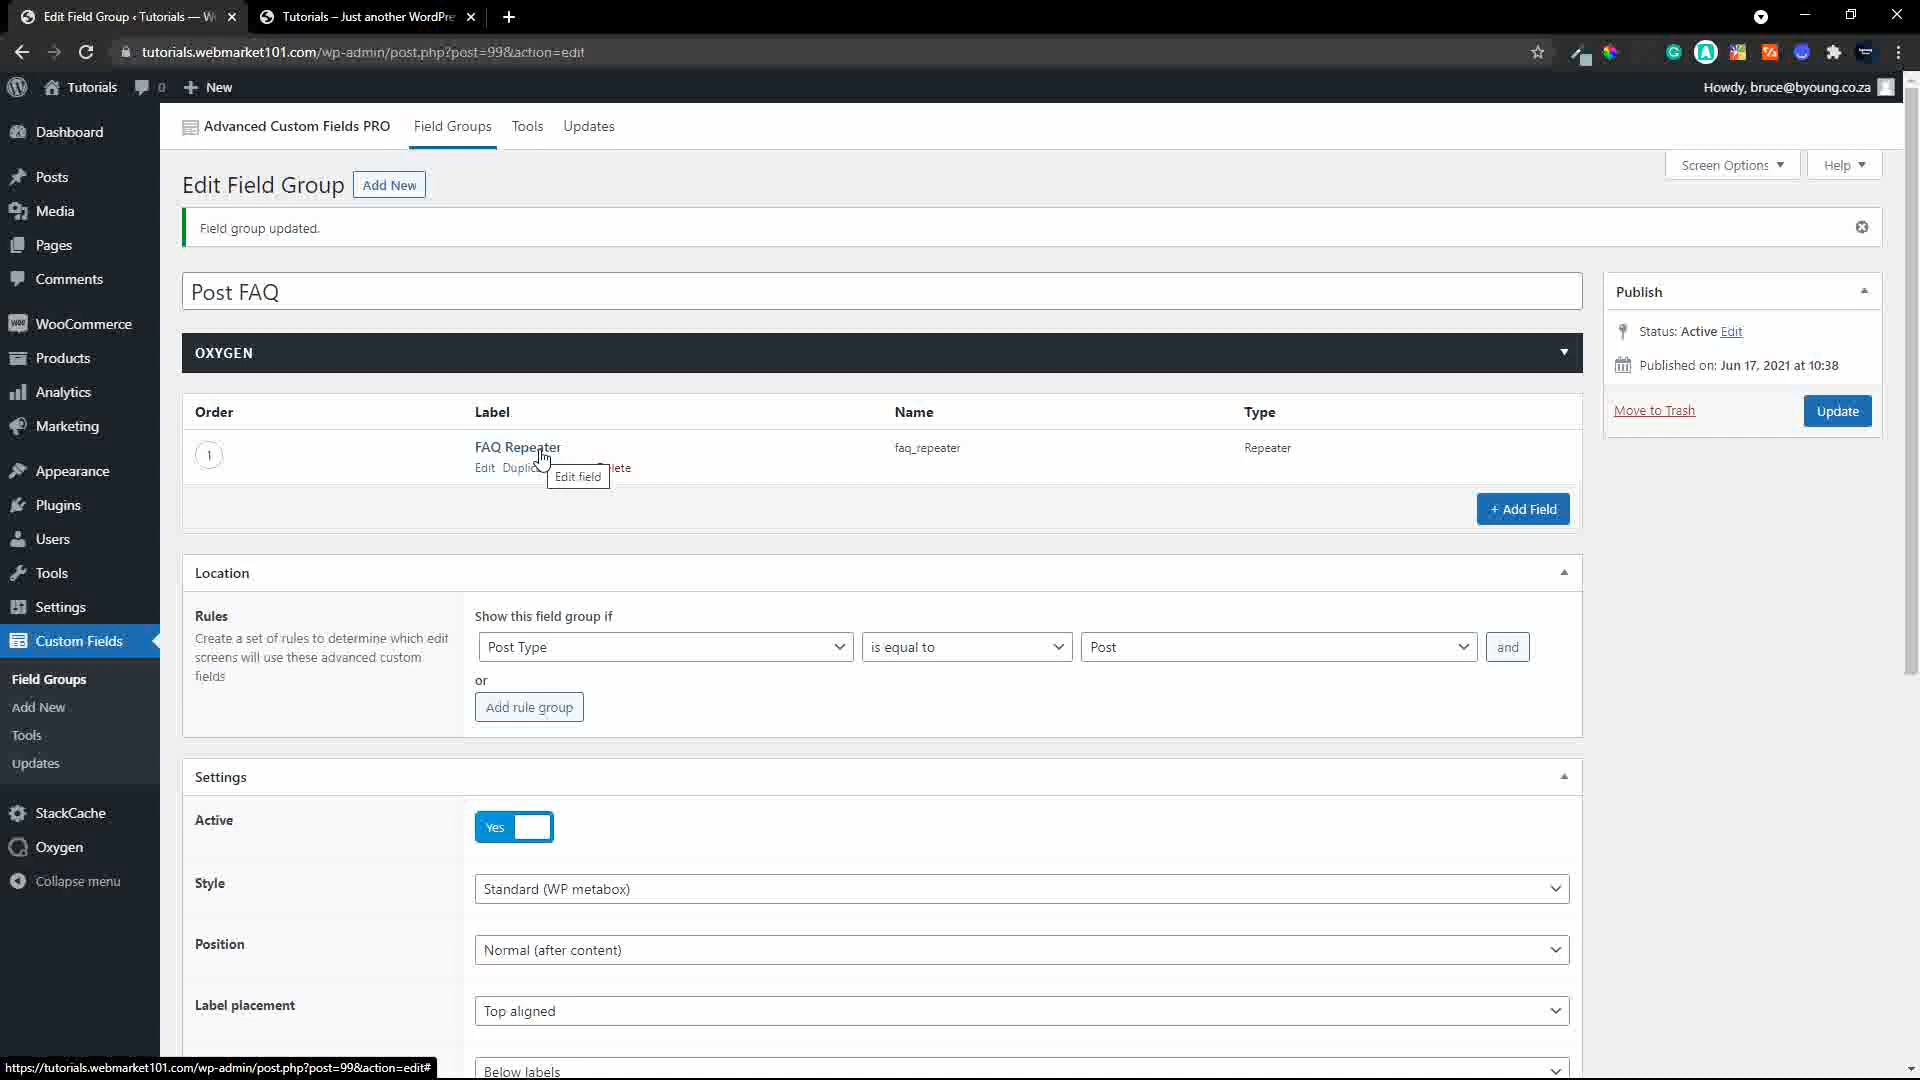 Edit Field Group ‹ Tutorials — W
Tutorials – Just another WordPre
tutorials.webmarket101.com/wp-admin/post.php?post=99&action=edit
Tutorials
0
New
Howdy, bruce@byoung.co.za
Dashboard
Posts
Media
Pages
Comments
WooCommerce
Products
Analytics
Marketing
Appearance
Plugins
Users
Tools
Settings
Custom Fields
Field Groups
Add New
Tools
Updates
StackCache
Oxygen
Collapse menu
Advanced Custom Fields PRO
Field Groups
Tools
Updates
Screen Options
Help
Edit Field Group
Add New
Field group updated.
Post FAQ
OXYGEN
Order
Label
Name
Type
1
FAQ Repeater
faq_repeater
Repeater
Edit
Edit field
+ Add Field
Location
Rules
Create a set of rules to determine which edit
screens will use these advanced custom
fields
Show this field group if
Post Type
is equal to
Post
and
or
Add rule group
Settings
Active
Yes
Style
Standard (WP metabox)
Position
Normal (after content)
Label placement
Top aligned
Below labels
Publish
Status: Active Edit
Published on: Jun 17, 2021 at 10:38
Move to Trash
Update
https://tutorials.webmarket101.com/wp-admin/post.php?post=99&action=edit#